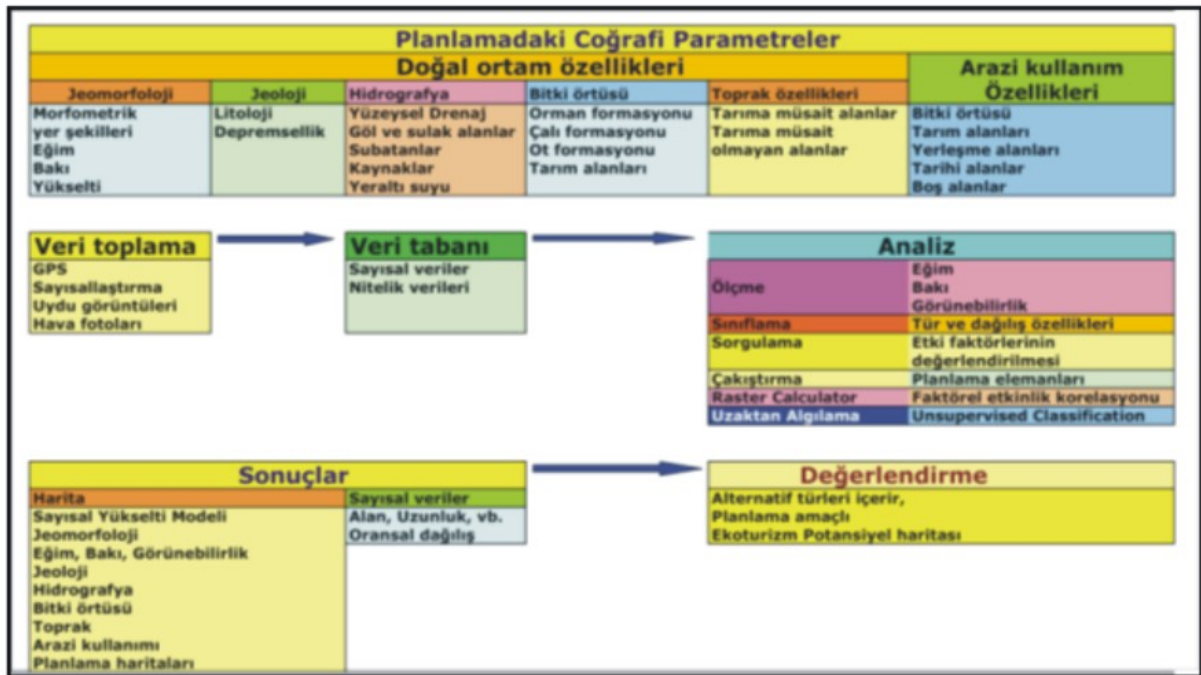 Planlamadaki Coğrafi Parametreler
Doğal ortam özellikleri
Arazi kullanım
Özellikleri
Jeomorfoloji
Morfometrik
yer şekilleri
Eğim
Bakı
Yükselti
Jeoloji
Litoloji
Depremsellik
Hidrografya
Yüzeysel Drenaj
Göl ve sulak alanlar
Subatanlar
Kaynaklar
Yeraltı suyu
Bitki örtüsü
Orman formasyonu
Çalı formasyonu
Ot formasyonu
Tarım alanları
Toprak özellikleri
Tarıma müsait alanlar
Tarıma müsait
olmayan alanlar
Bitki örtüsü
Tarım alanları
Yerleşme alanları
Tarihi alanlar
Boş alanlar
Veri toplama
GPS
Sayısallaştırma
Uydu görüntüleri
Hava fotoları
Veri tabanı
Sayısal veriler
Nitelik verileri
Analiz
Ölçme
Eğim
Bakı
Görünebilirlik
Sınıflama
Tür ve dağılış özellikleri
Sorgulama
Etki faktörlerinin
değerlendirilmesi
Çakıştırma
Planlama elemanları
Raster Calculator
Faktörel etkinlik korelasyonu
Uzaktan Algılama
Unsupervised Classification
Sonuçlar
Harita
Sayısal Yükselti Modeli
Jeomorfoloji
Eğim, Bakı, Görünebilirlik
Jeoloji
Hidrografya
Bitki örtüsü
Toprak
Arazi kullanımı
Planlama haritaları
Sayısal veriler
Alan, Uzunluk, vb.
Oransal dağılış
Değerlendirme
Alternatif türleri içerir,
Planlama amaçlı
Ekoturizm Potansiyel haritası